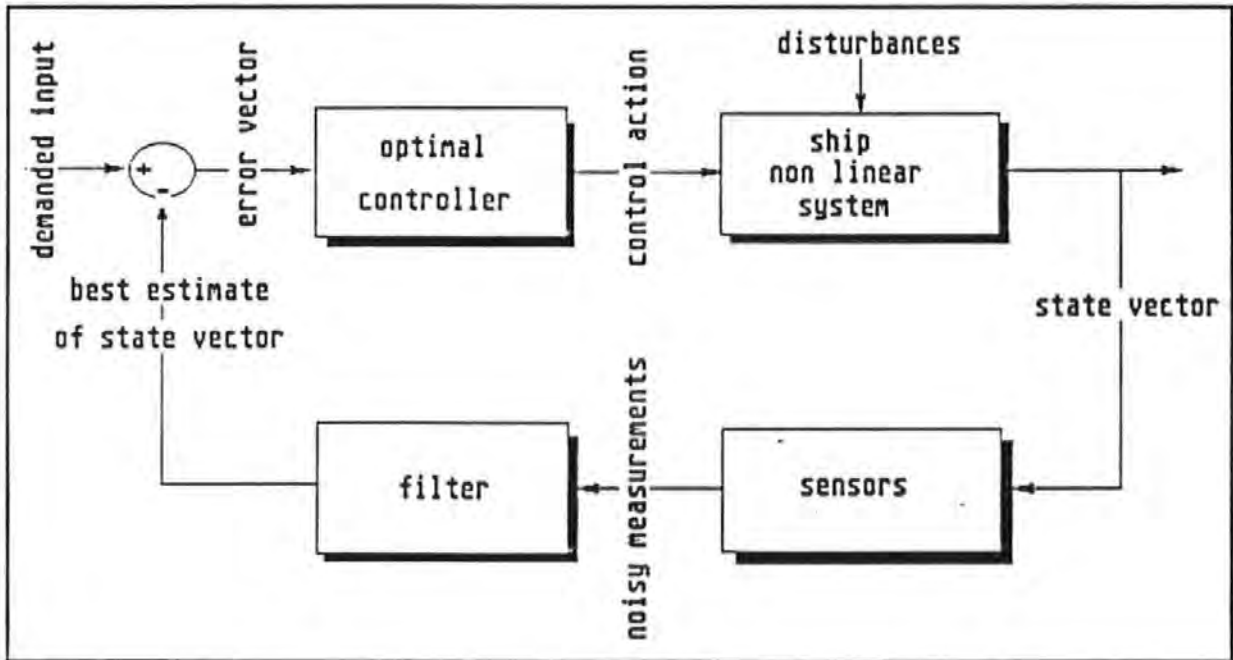 demanded input
+
-
error vector
optimal
controller
control action
disturbances
ship
non linear
system
state vector
sensors
noisy measurements
filter
best estimate
of state vector